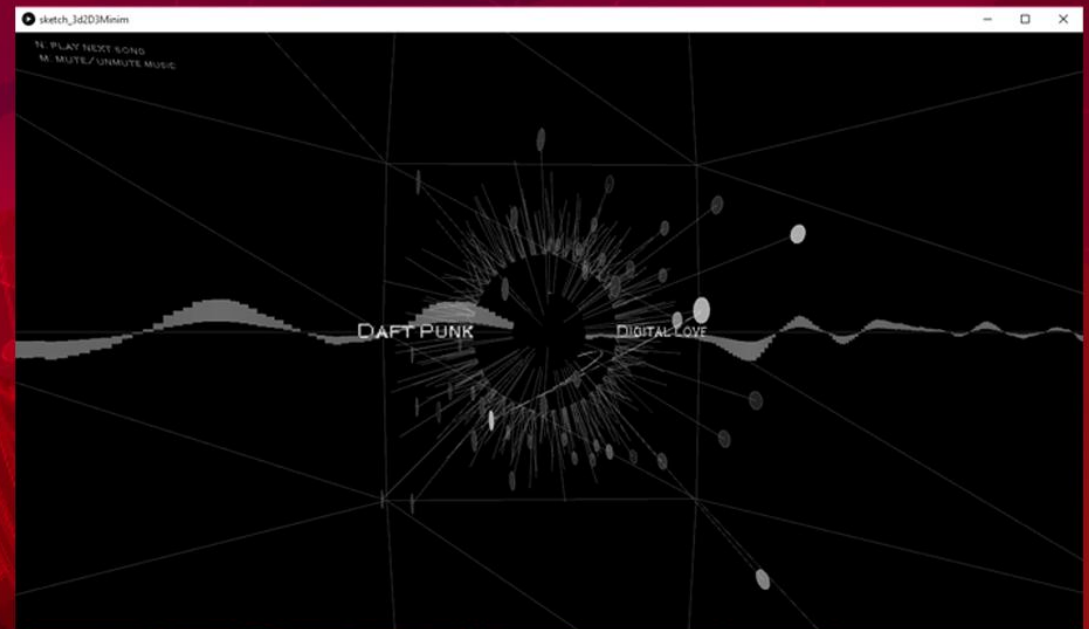 sketch_3d2D3Minim
N. PLAY NEXT SONG
M. MUTE/UNMUTE MUSIC
DAFT PUNK
DIGITAL LOVE